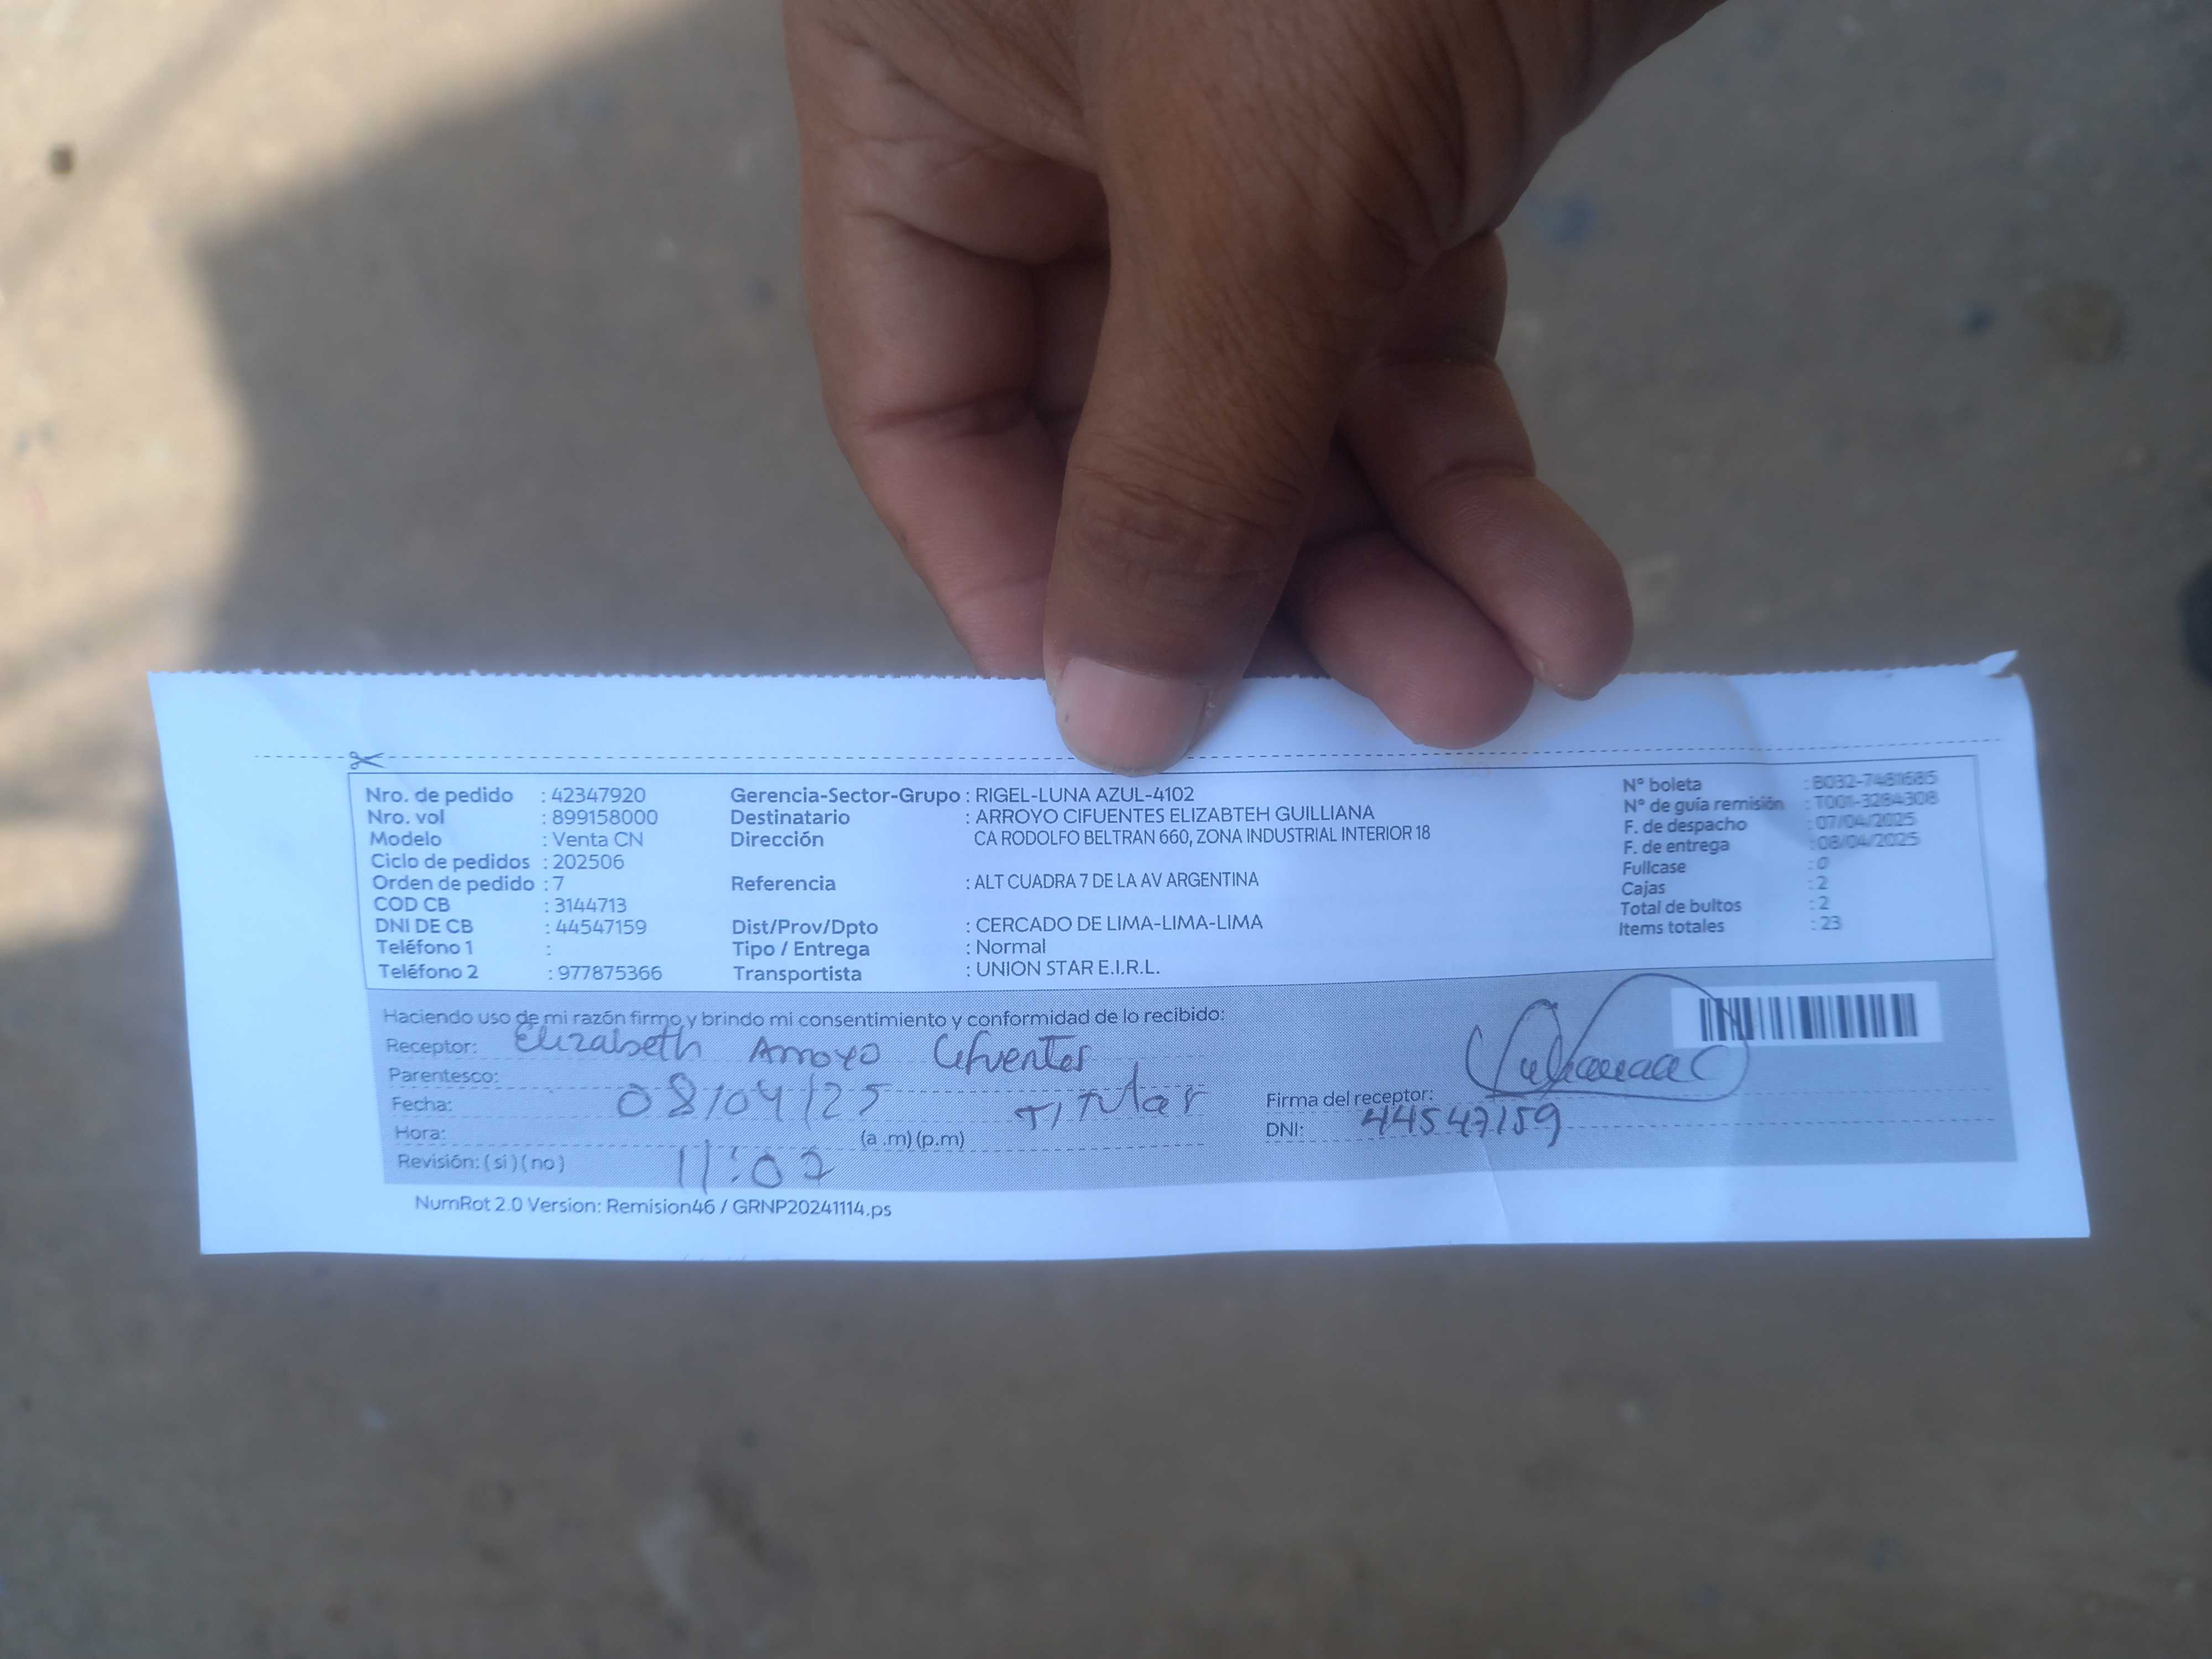 Nro. de pedido : 42347920
Nro. vol : 899158000
Modelo : Venta CN
Ciclo de pedidos : 202506
Orden de pedido : 7
COD CB : 3144713
DNI DE CB : 44547159
Teléfono 1 :
Teléfono 2 : 977875366
Gerencia-Sector-Grupo : RIGEL-LUNA AZUL-4102
Destinatario : ARROYO CIFUENTES ELIZABTEH GUILLIANA
Dirección CA RODOLFO BELTRAN 660, ZONA INDUSTRIAL INTERIOR 18
Referencia : ALT CUADRA 7 DE LA AV ARGENTINA
Dist/Prov/Dpto : CERCADO DE LIMA-LIMA-LIMA
Tipo / Entrega : Normal
Transportista : UNION STAR E.I.R.L.
N° boleta : B032-7481685
N° de guía remisión : T001-3284308
F. de despacho : 07/04/2025
F. de entrega : 08/04/2025
Fullcase : 0
Cajas : 2
Total de bultos : 2
Items totales : 23
Haciendo uso de mi razón firmo y brindo mi consentimiento y conformidad de lo recibido:
Receptor: Elizabeth Arroyo Cifuentes
Parentesco:
Fecha: 08/04/25 Titular
Hora: (a .m) (p.m)
Revisión: ( si ) ( no ) 11:02
Firma del receptor:
DNI: 44547159
NumRot 2.0 Version: Remision46 / GRNP20241114.ps